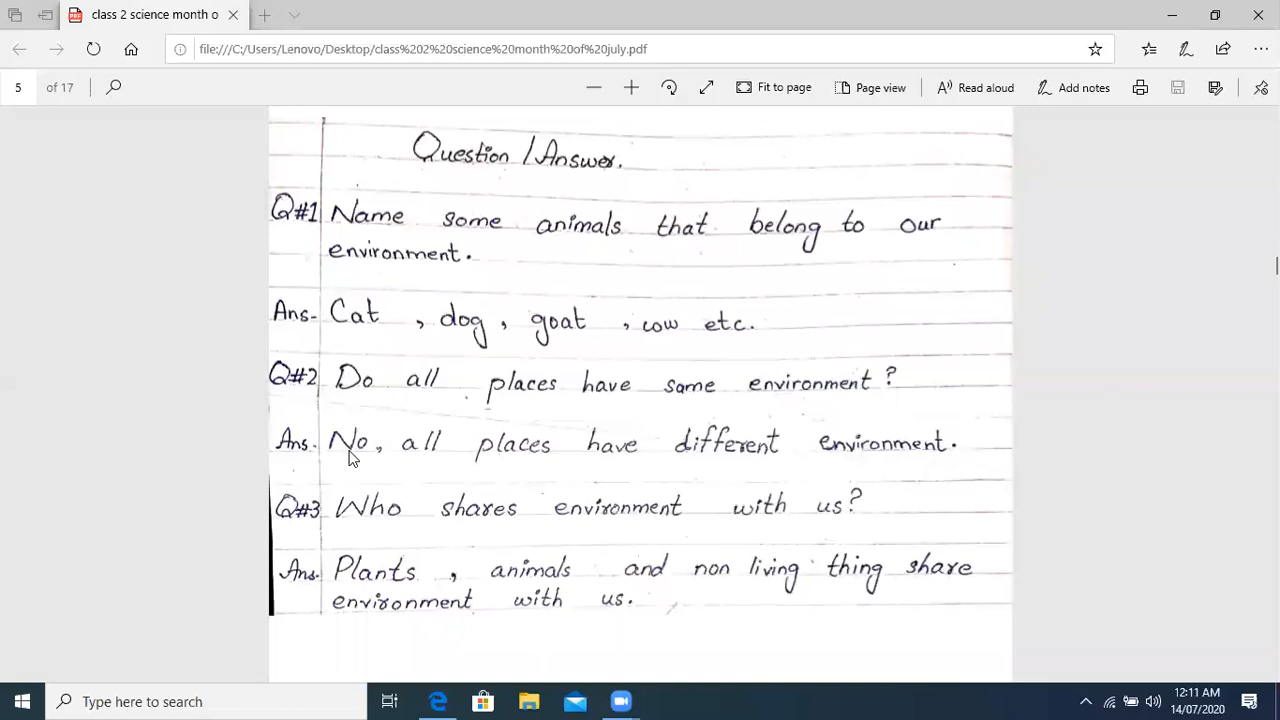 class 2 science month o
file:///C:/Users/Lenovo/Desktop/class%202%20science%20month%20of%20july.pdf
5 of 17 Fit to page Page view Read aloud Add notes
Question / Answer.
Q#1 Name some animals that belong to our
environment.
Ans- Cat , dog , goat , cow etc.
Q#2 Do all places have same environment ?
Ans. No, all places have different environment.
Q#3 Who shares environment with us?
Ans. Plants , animals and non living thing share
environment with us.
Type here to search
12:11 AM
14/07/2020